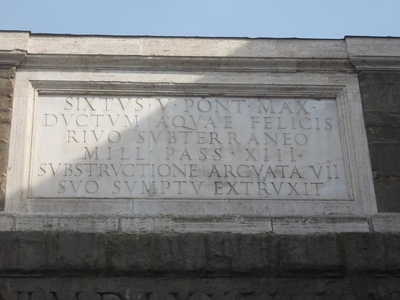 SIXTVS · V · PONT · MAX ·
DVCTVM AQVAE FELICIS
RIVO SVBTERRANEO
MILL · PASS · XIII ·
SVBSTRVCTIONE ARCVATA VII
SVO SVMPTV EXTRVXIT